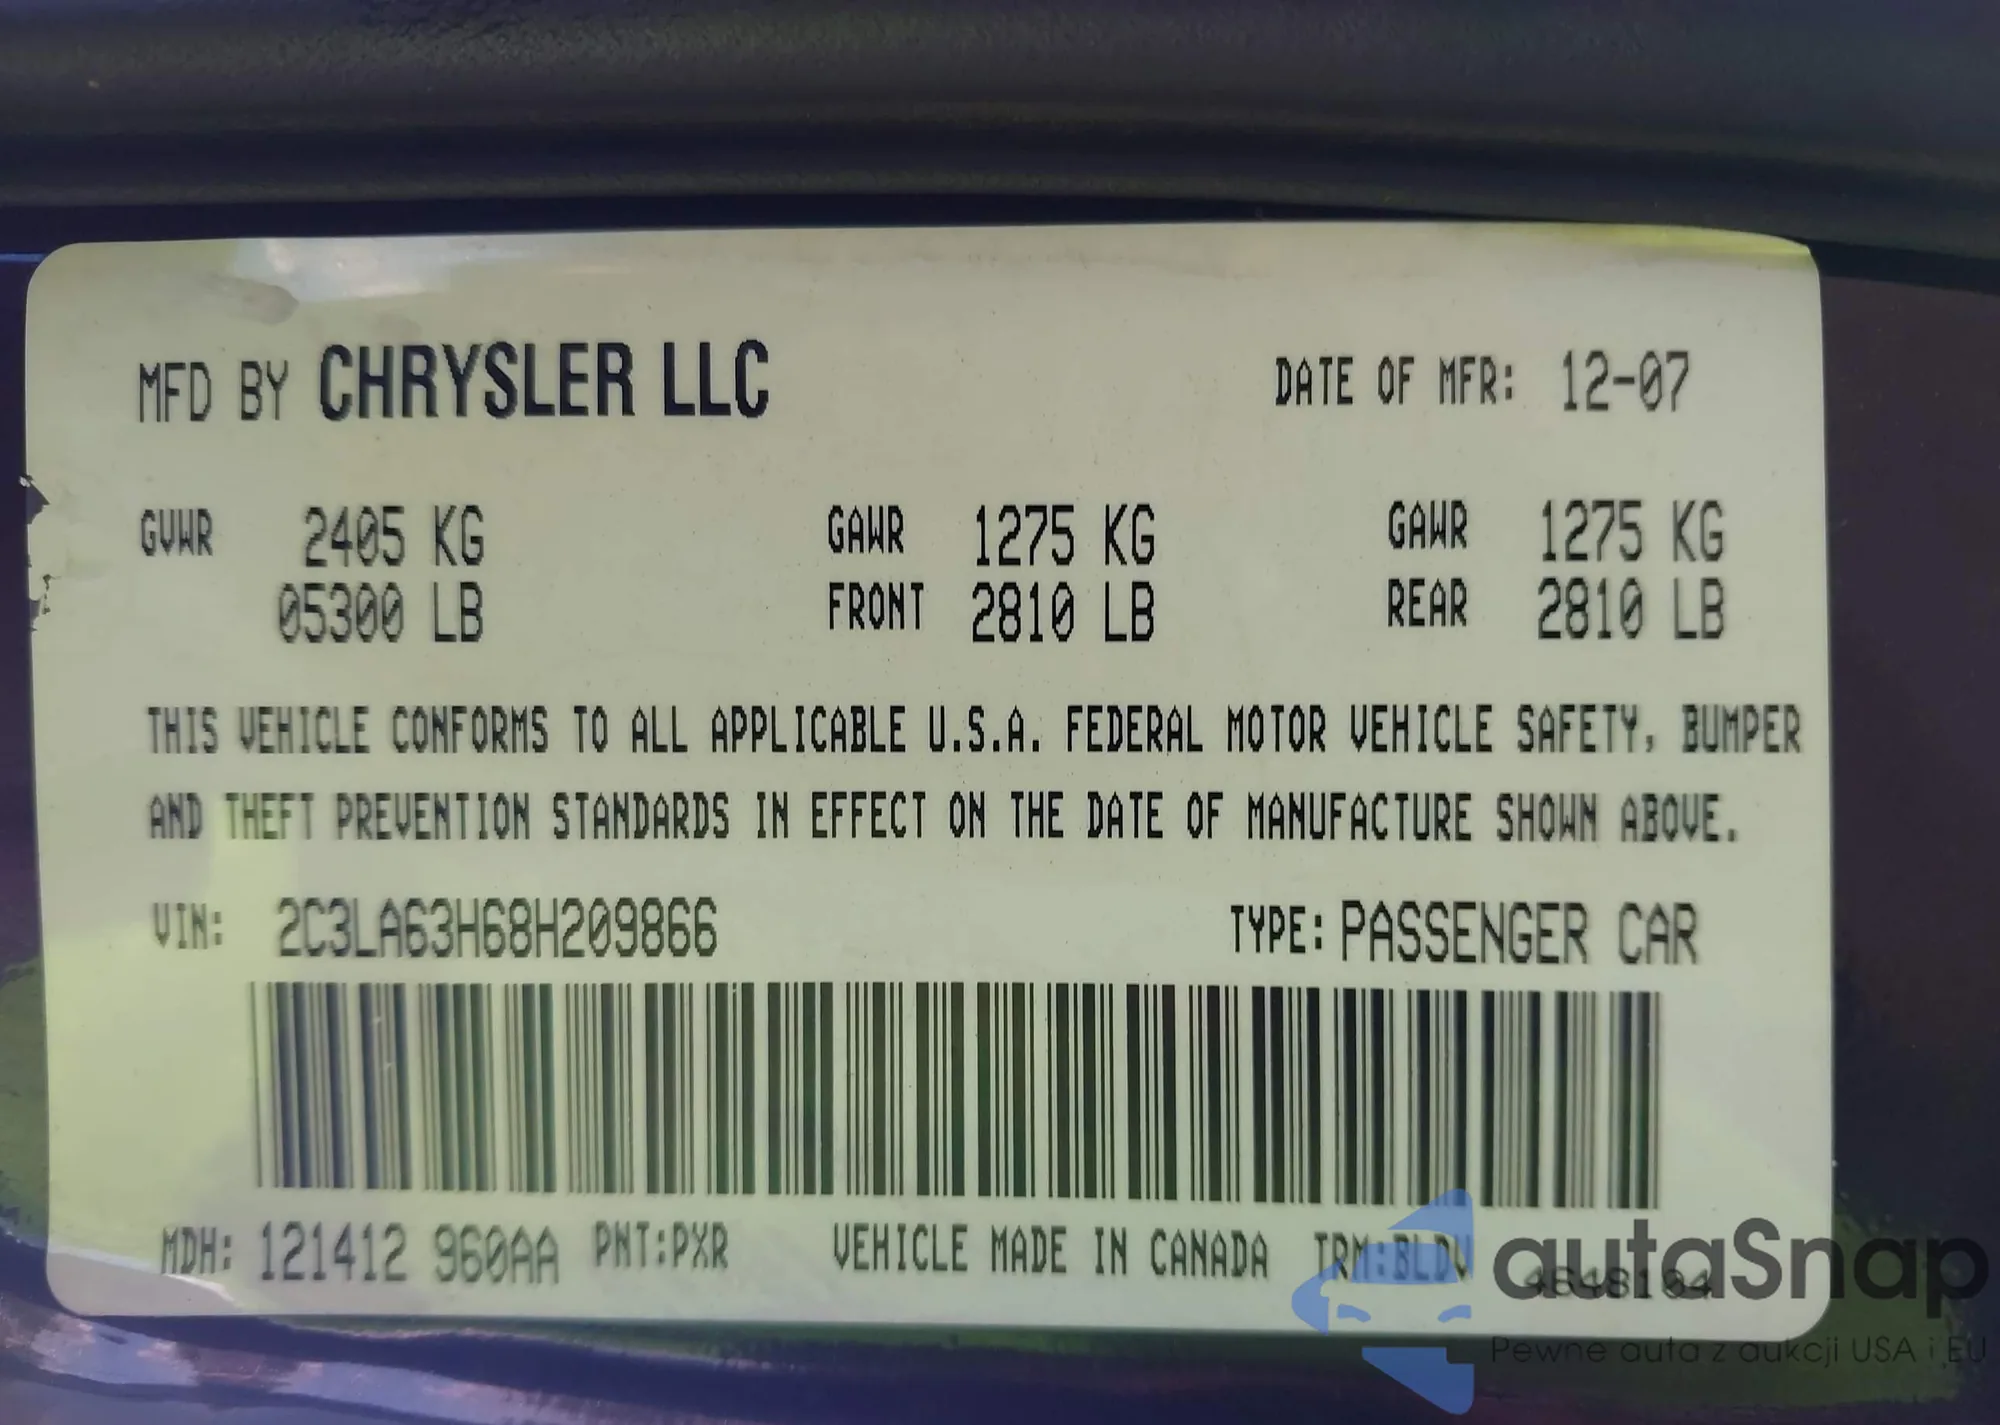 MFD BY CHRYSLER LLC DATE OF MFR: 12-07
GVWR 2405 KG GAWR 1275 KG GAWR 1275 KG
05300 LB FRONT 2810 LB REAR 2810 LB
THIS VEHICLE CONFORMS TO ALL APPLICABLE U.S.A. FEDERAL MOTOR VEHICLE SAFETY, BUMPER
AND THEFT PREVENTION STANDARDS IN EFFECT ON THE DATE OF MANUFACTURE SHOWN ABOVE.
VIN: 2C3LA63H68H209866 TYPE: PASSENGER CAR
MDH: 121412 960AA PNT:PXR VEHICLE MADE IN CANADA TRM:BLDV
autaSnap
Pewne auta z aukcji USA i EU